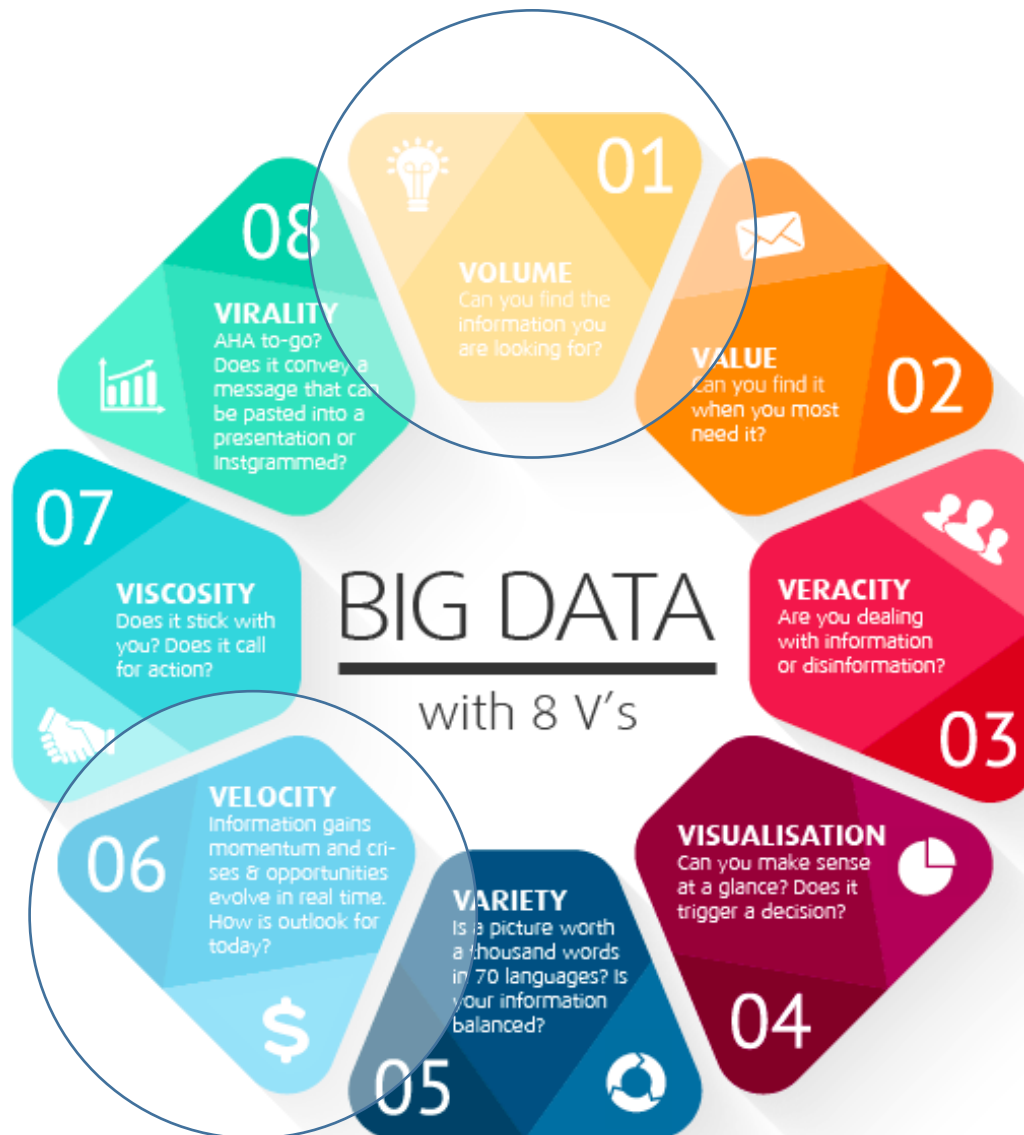 01
VOLUME
Can you find the
information you
are looking for?
02
VALUE
Can you find it
when you most
need it?
03
VERACITY
Are you dealing
with information
or disinformation?
04
VISUALISATION
Can you make sense
at a glance? Does it
trigger a decision?
05
VARIETY
Is a picture worth
a thousand words
in 70 languages? Is
your information
balanced?
06
VELOCITY
Information gains
momentum and cri-
ses & opportunities
evolve in real time.
How is outlook for
today?
07
VISCOSITY
Does it stick with
you? Does it call
for action?
08
VIRALITY
AHA to-go?
Does it convey a
message that can
be pasted into a
presentation or
Instgrammed?
BIG DATA
with 8 V's
$